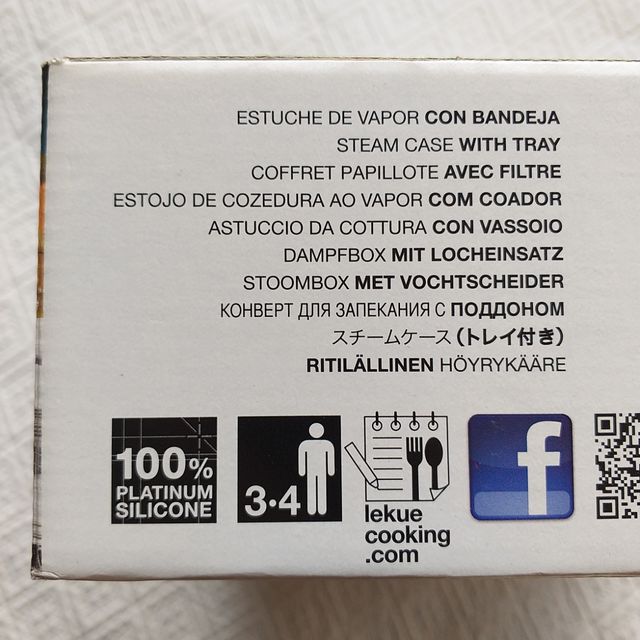 ESTUCHE DE VAPOR CON BANDEJA
STEAM CASE WITH TRAY
COFFRET PAPILLOTE AVEC FILTRE
ESTOJO DE COZEDURA AO VAPOR COM COADOR
ASTUCCIO DA COTTURA CON VASSOIO
DAMPFBOX MIT LOCHEINSATZ
STOOMBOX MET VOCHTSCHEIDER
КОНВЕРТ ДЛЯ ЗАПЕКАНИЯ С ПОДДОНОМ
スチームケース(トレイ付き)
RITILÄLLINEN HÖYRYKÄÄRE
100%
PLATINUM
SILICONE
3·4
lekue
cooking
.com
f